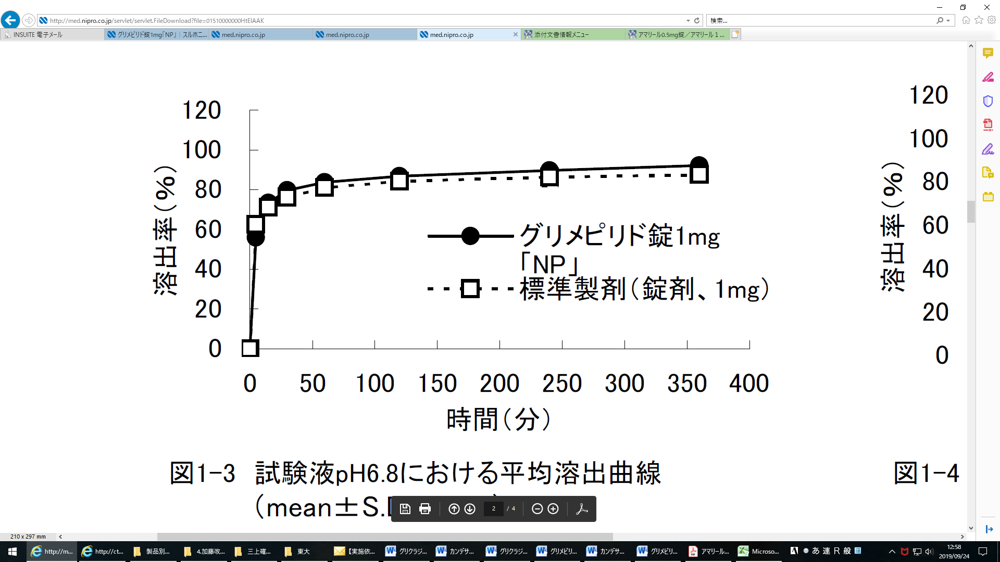 http://med.nipro.co.jp/servlet/servlet.FileDownload?file=01510000000HtEIAAK
検索...
INSUITE 電子メール
グリメピリド錠1mg「NP」｜スルホニ...
med.nipro.co.jp
med.nipro.co.jp
med.nipro.co.jp
添付文書情報メニュー
アマリール0.5mg錠／アマリール１...
120
100
80
60
40
20
0
溶出率(%)
0 50 100 150 200 250 300 350 400
時間(分)
グリメピリド錠1mg
「NP」
標準製剤(錠剤、1mg)
図1-3 試験液pH6.8における平均溶出曲線
(mean±S.
120
100
80
60
40
20
0
溶出率(%)
図1-4
2 / 4
210 x 297 mm
http://m...
http://ct...
製品別...
4.加藤改...
三上確...
東大
【実施依...
グリクラジ...
カンデサ...
グリクラジ...
グリメピリ...
カンデサ...
グリメピリ...
アマリール...
Microso...
あ 連 R 般
12:58
2019/09/24